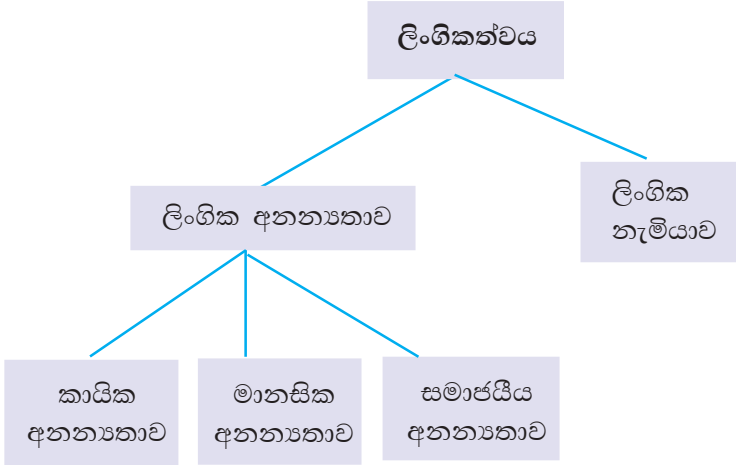 ලිංගිකත්වය
ලිංගික අනන්‍යතාව
ලිංගික
නැමියාව
කායික
අනන්‍යතාව
මානසික
අනන්‍යතාව
සමාජයීය
අනන්‍යතාව